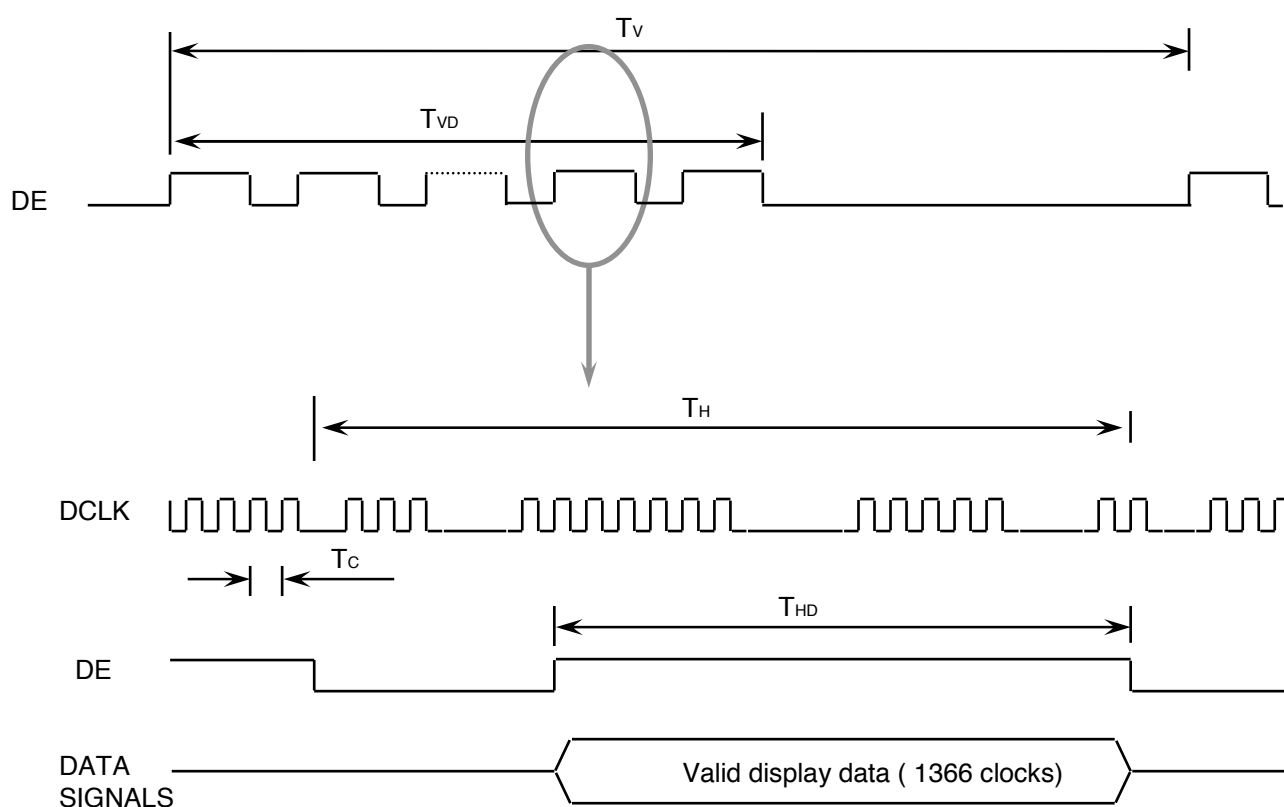 TV
TVD
DE
TH
DCLK
TC
THD
DE
DATA
SIGNALS
Valid display data ( 1366 clocks)